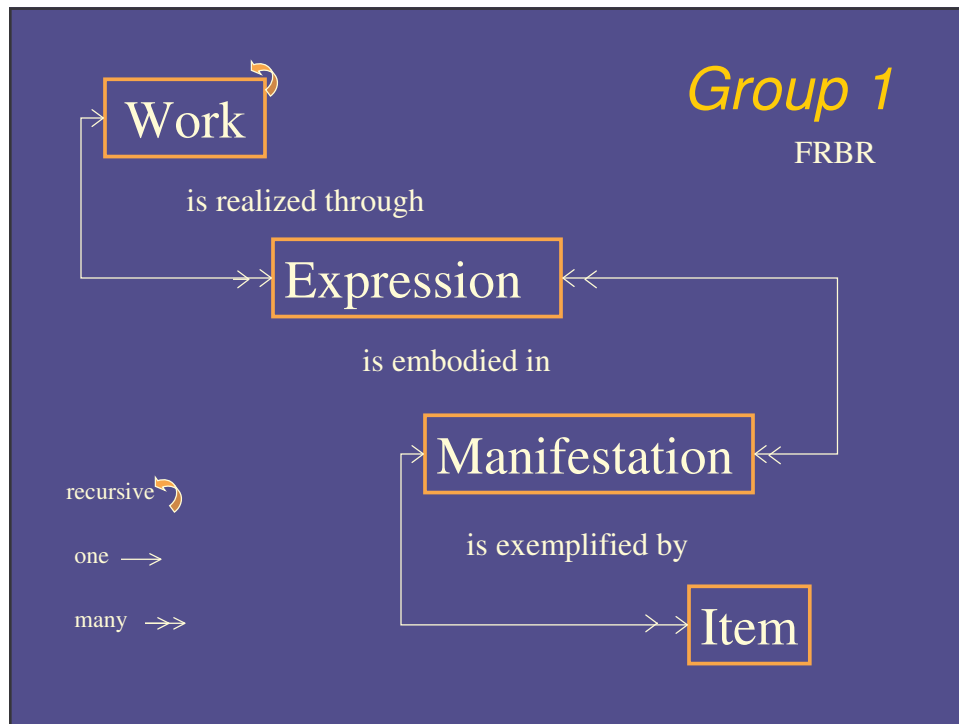 Group 1
FRBR
Work
is realized through
Expression
is embodied in
Manifestation
is exemplified by
Item
recursive
one
many